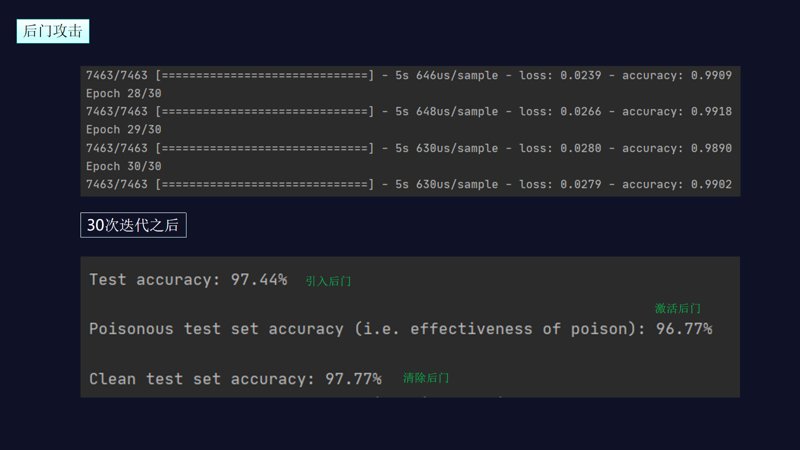 后门攻击
7463/7463 [==============================] - 5s 646us/sample - loss: 0.0239 - accuracy: 0.9909
Epoch 28/30
7463/7463 [==============================] - 5s 648us/sample - loss: 0.0266 - accuracy: 0.9918
Epoch 29/30
7463/7463 [==============================] - 5s 630us/sample - loss: 0.0280 - accuracy: 0.9890
Epoch 30/30
7463/7463 [==============================] - 5s 630us/sample - loss: 0.0279 - accuracy: 0.9902
30次迭代之后
Test accuracy: 97.44% 引入后门
激活后门
Poisonous test set accuracy (i.e. effectiveness of poison): 96.77%
Clean test set accuracy: 97.77% 清除后门